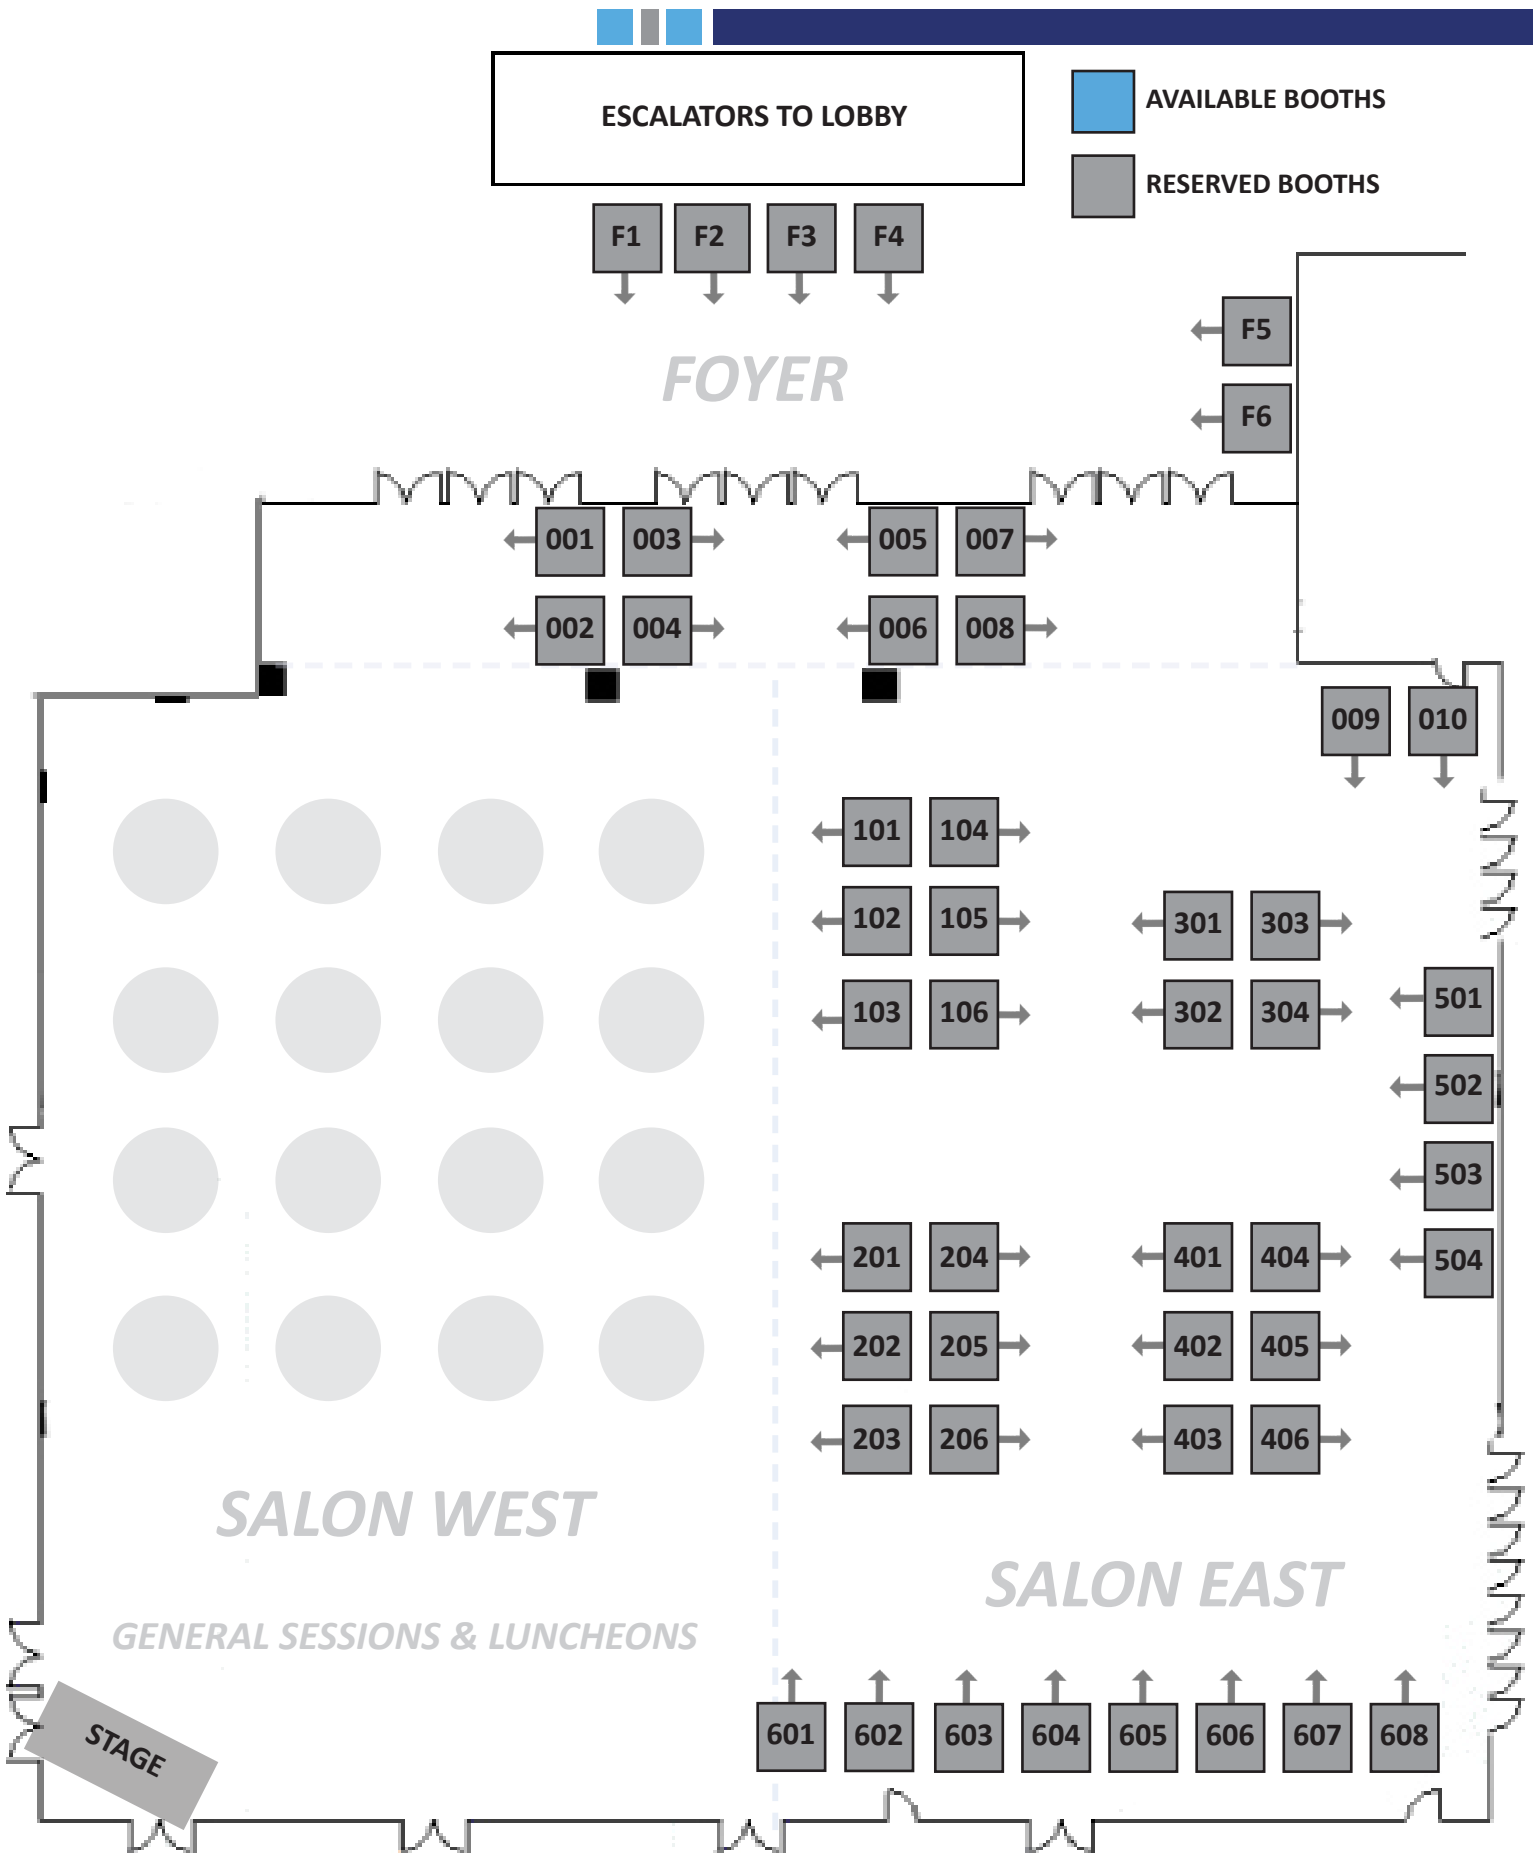 ESCALATORS TO LOBBY
AVAILABLE BOOTHS
RESERVED BOOTHS
F1 F2 F3 F4
F5
FOYER
F6
001 003 005 007
002 004 006 008
009 010
101 104
102 105 301 303
103 106 302 304 501
502
503
201 204 401 404 504
202 205 402 405
203 206 403 406
SALON WEST
SALON EAST
GENERAL SESSIONS & LUNCHEONS
601 602 603 604 605 606 607 608
STAGE